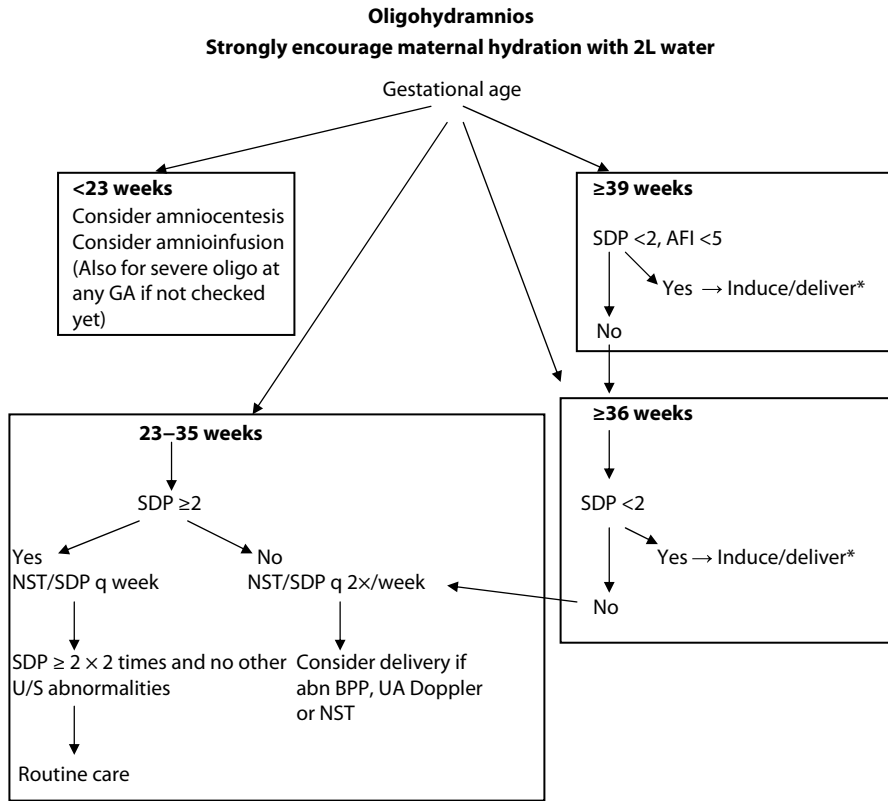 Oligohydramnios
Strongly encourage maternal hydration with 2L water
Gestational age
<23 weeks
Consider amniocentesis
Consider amnioinfusion
(Also for severe oligo at
any GA if not checked
yet)
≥39 weeks
SDP <2, AFI <5
Yes → Induce/deliver*
No
≥36 weeks
SDP <2
Yes → Induce/deliver*
No
23–35 weeks
SDP ≥2
Yes
NST/SDP q week
SDP ≥ 2 × 2 times and no other
U/S abnormalities
Routine care
No
NST/SDP q 2×/week
Consider delivery if
abn BPP, UA Doppler
or NST